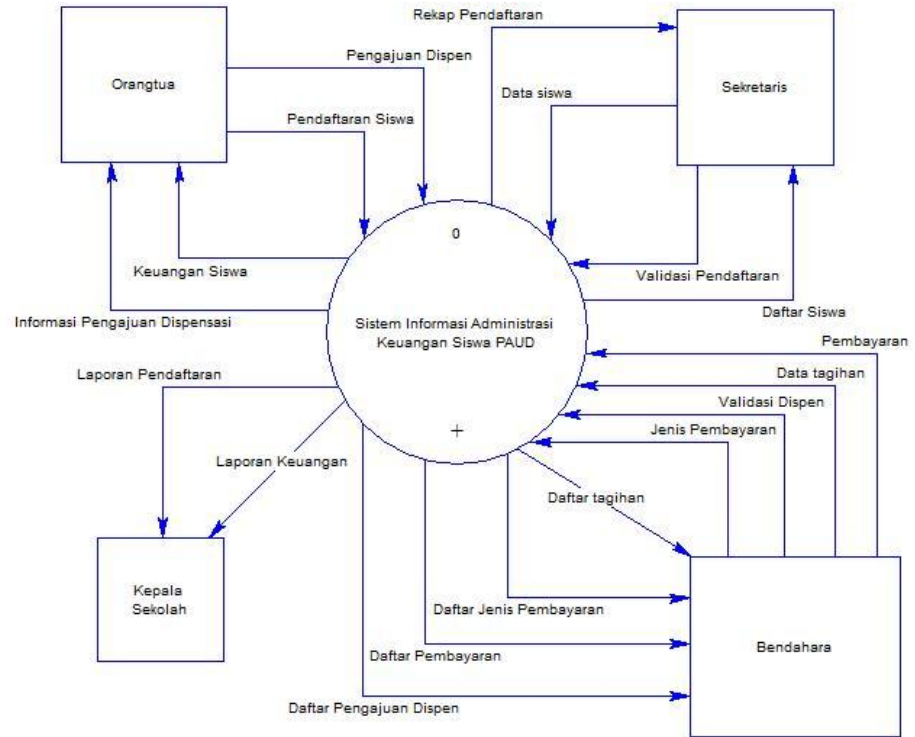 Rekap Pendaftaran
Pengajuan Dispen
Orangtua
Sekretaris
Data siswa
Pendaftaran Siswa
0
Keuangan Siswa
Validasi Pendaftaran
Informasi Pengajuan Dispensasi
Daftar Siswa
Sistem Informasi Administrasi
Keuangan Siswa PAUD
Pembayaran
Laporan Pendaftaran
Data tagihan
Validasi Dispen
Jenis Pembayaran
+
Laporan Keuangan
Daftar tagihan
Kepala
Sekolah
Daftar Jenis Pembayaran
Bendahara
Daftar Pembayaran
Daftar Pengajuan Dispen